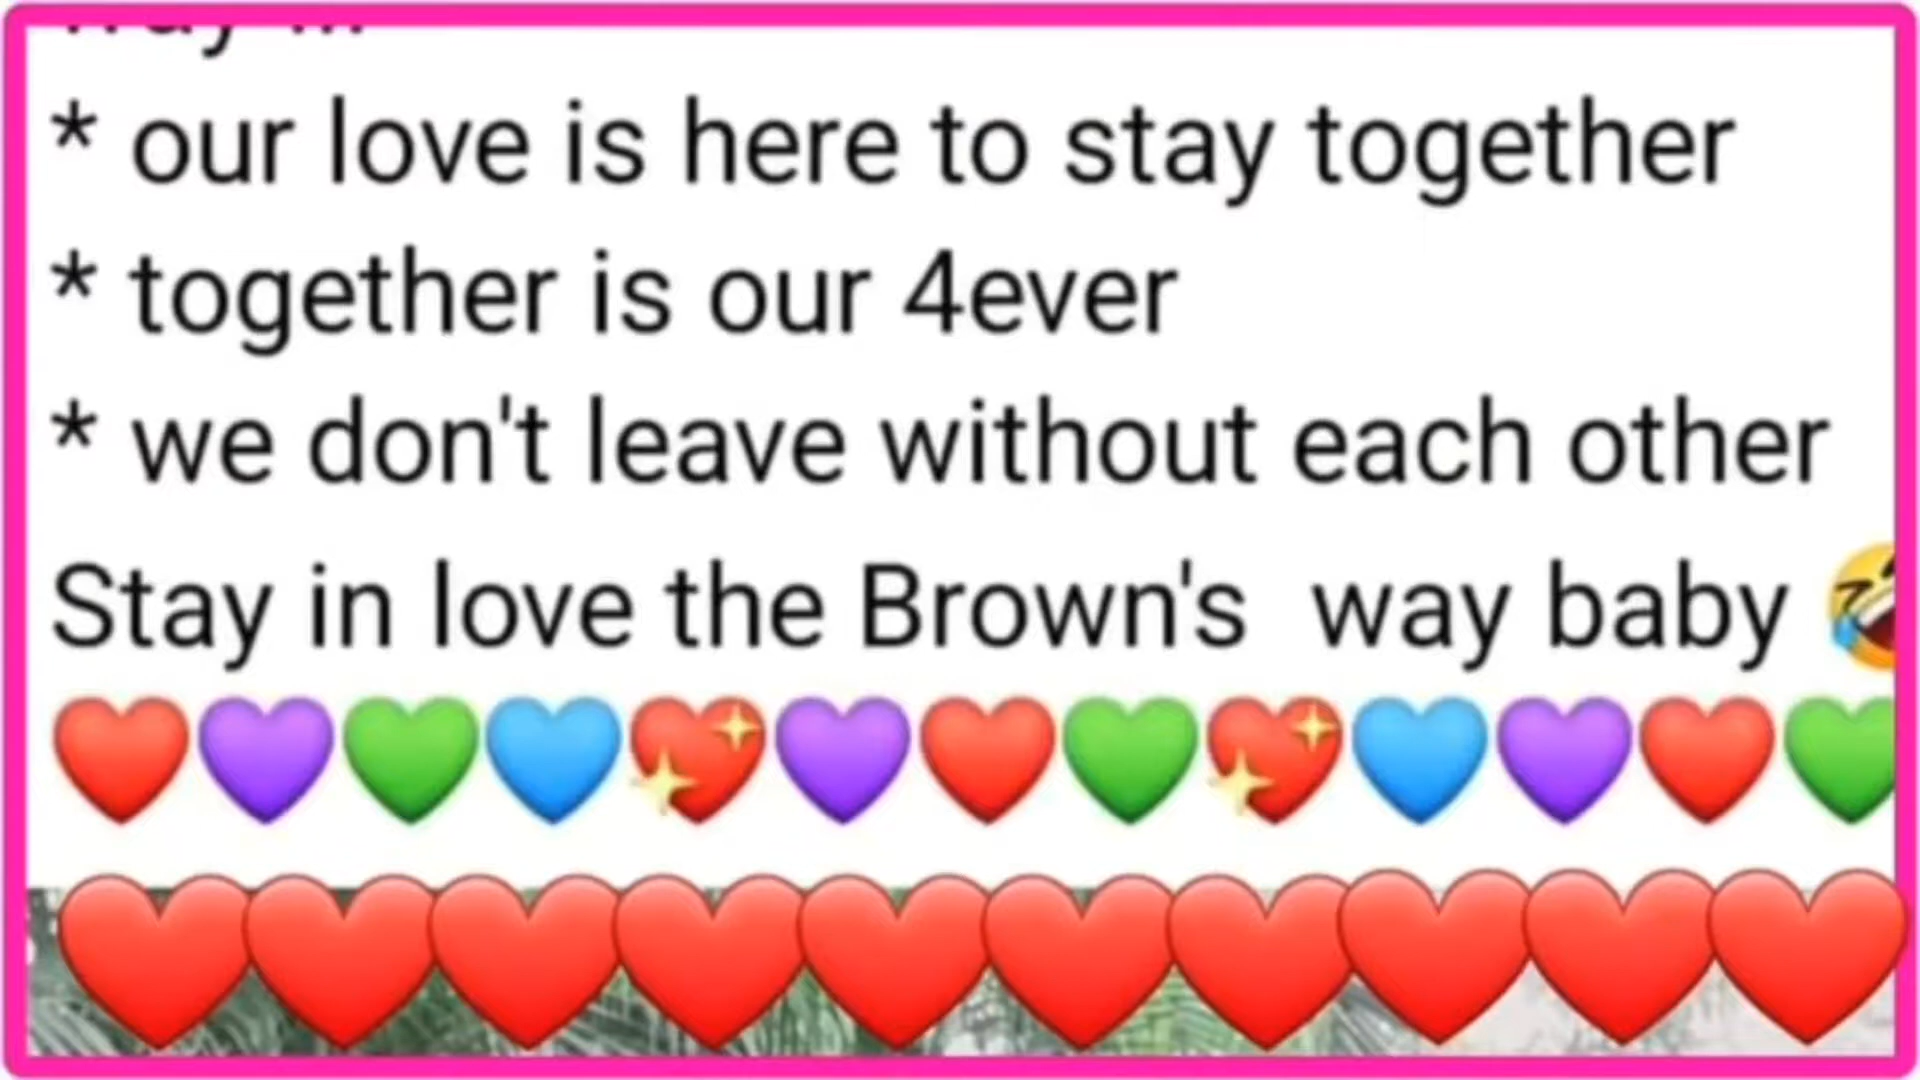 * our love is here to stay together
* together is our 4ever
* we don't leave without each other
Stay in love the Brown's  way baby 🤣
❤️💜💚💙💖💜❤️💚💖💙💜❤️💚
❤️❤️❤️❤️❤️❤️❤️❤️❤️❤️